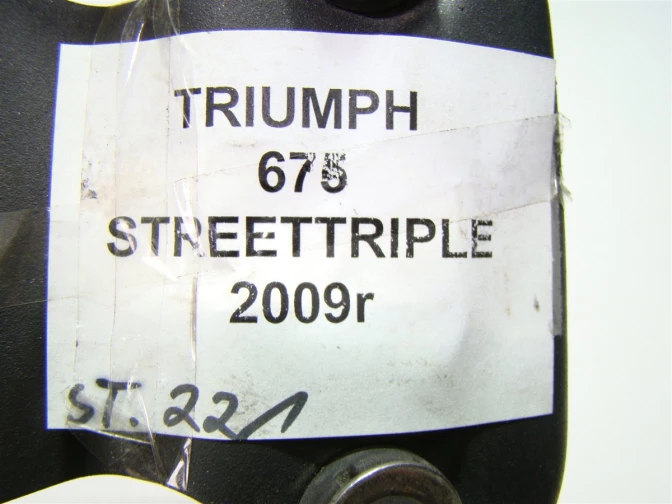 TRIUMPH
675
STREETTRIPLE
2009r
ST. 221